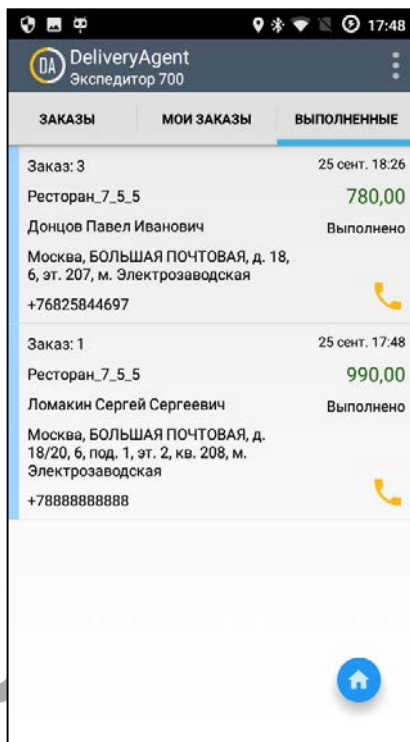 17:48
DA
DeliveryAgent
Экспедитор 700
ЗАКАЗЫ МОИ ЗАКАЗЫ ВЫПОЛНЕННЫЕ
Заказ: 3 25 сент. 18:26
Ресторан_7_5_5 780,00
Донцов Павел Иванович Выполнено
Москва, БОЛЬШАЯ ПОЧТОВАЯ, д. 18,
6, эт. 207, м. Электрозаводская
+76825844697
Заказ: 1 25 сент. 17:48
Ресторан_7_5_5 990,00
Ломакин Сергей Сергеевич Выполнено
Москва, БОЛЬШАЯ ПОЧТОВАЯ, д.
18/20, 6, под. 1, эт. 2, кв. 208, м.
Электрозаводская
+78888888888